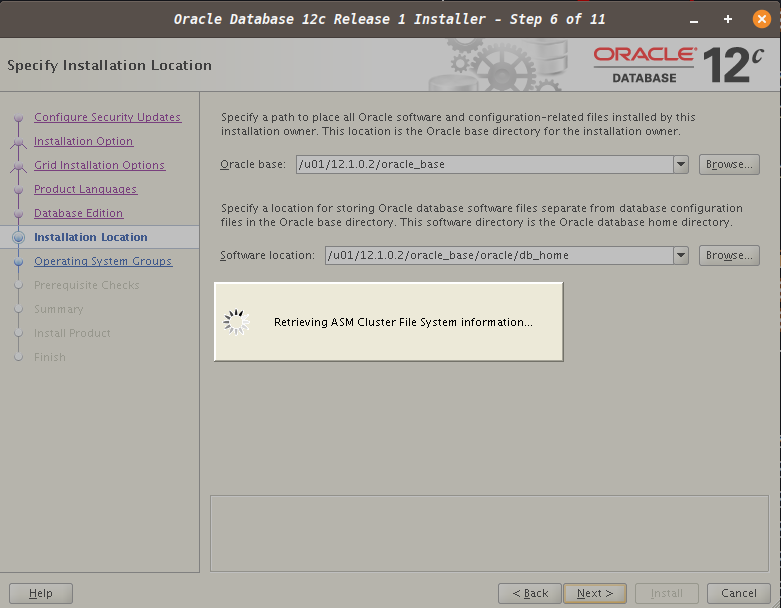 Oracle Database 12c Release 1 Installer - Step 6 of 11
Specify Installation Location
ORACLE®
DATABASE
12c
Configure Security Updates
Installation Option
Grid Installation Options
Product Languages
Database Edition
Installation Location
Operating System Groups
Prerequisite Checks
Summary
Install Product
Finish
Specify a path to place all Oracle software and configuration-related files installed by this
installation owner. This location is the Oracle base directory for the installation owner.
Oracle base: /u01/12.1.0.2/oracle_base Browse...
Specify a location for storing Oracle database software files separate from database configuration
files in the Oracle base directory. This software directory is the Oracle database home directory.
Software location: /u01/12.1.0.2/oracle_base/oracle/db_home Browse...
Retrieving ASM Cluster File System information...
Help < Back Next > Install Cancel